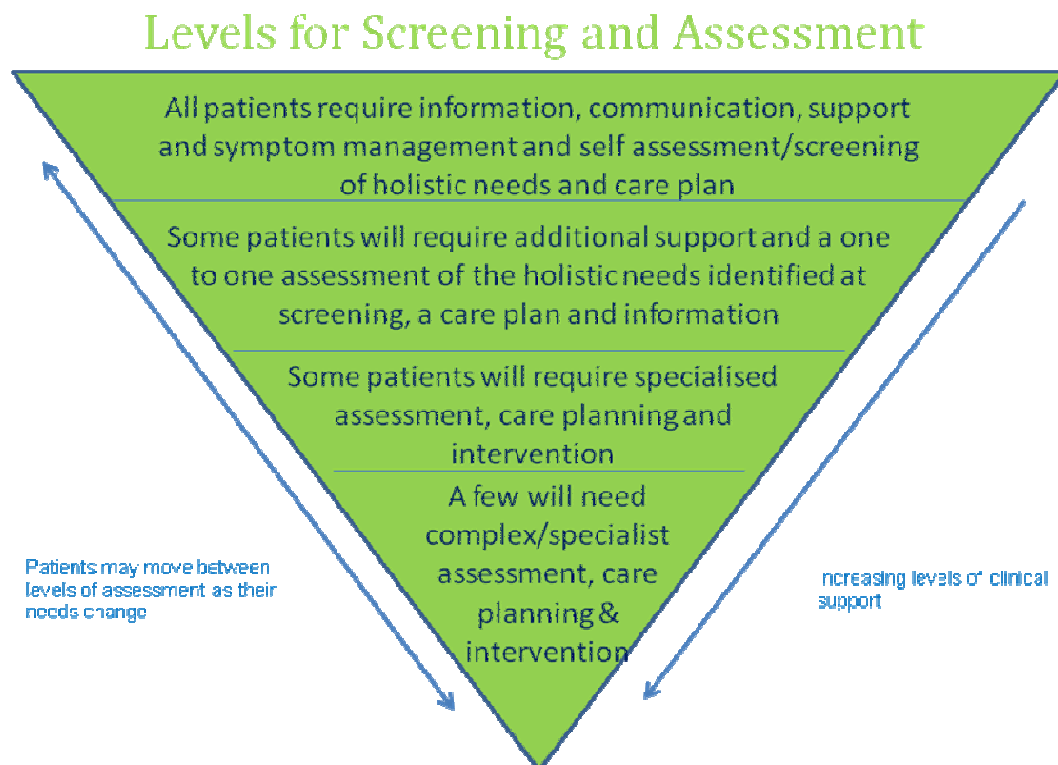 Levels for Screening and Assessment
All patients require information, communication, support
and symptom management and self assessment/screening
of holistic needs and care plan
Some patients will require additional support and a one
to one assessment of the holistic needs identified at
screening, a care plan and information
Some patients will require specialised
assessment, care planning and
intervention
A few will need
complex/specialist
assessment, care
planning &
intervention
Patients may move between
levels of assessment as their
needs change
Increasing levels of clinical
support